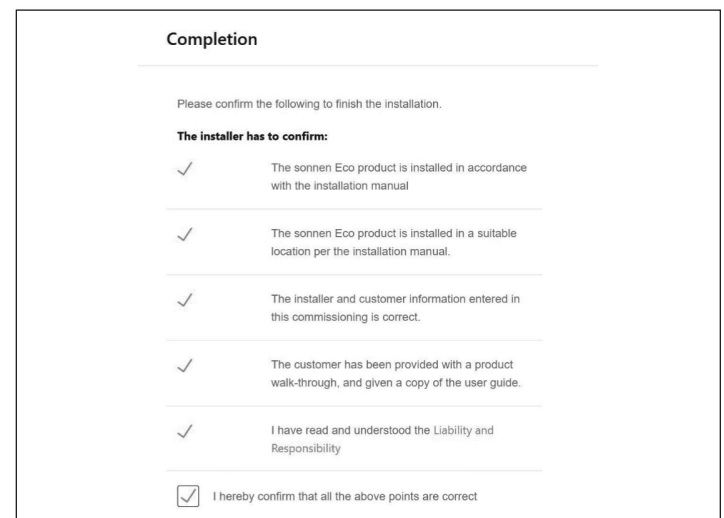 Completion
Please confirm the following to finish the installation.
The installer has to confirm:
The sonnen Eco product is installed in accordance
with the installation manual
The sonnen Eco product is installed in a suitable
location per the installation manual.
The installer and customer information entered in
this commissioning is correct.
The customer has been provided with a product
walk-through, and given a copy of the user guide.
I have read and understood the Liability and
Responsibility
I hereby confirm that all the above points are correct